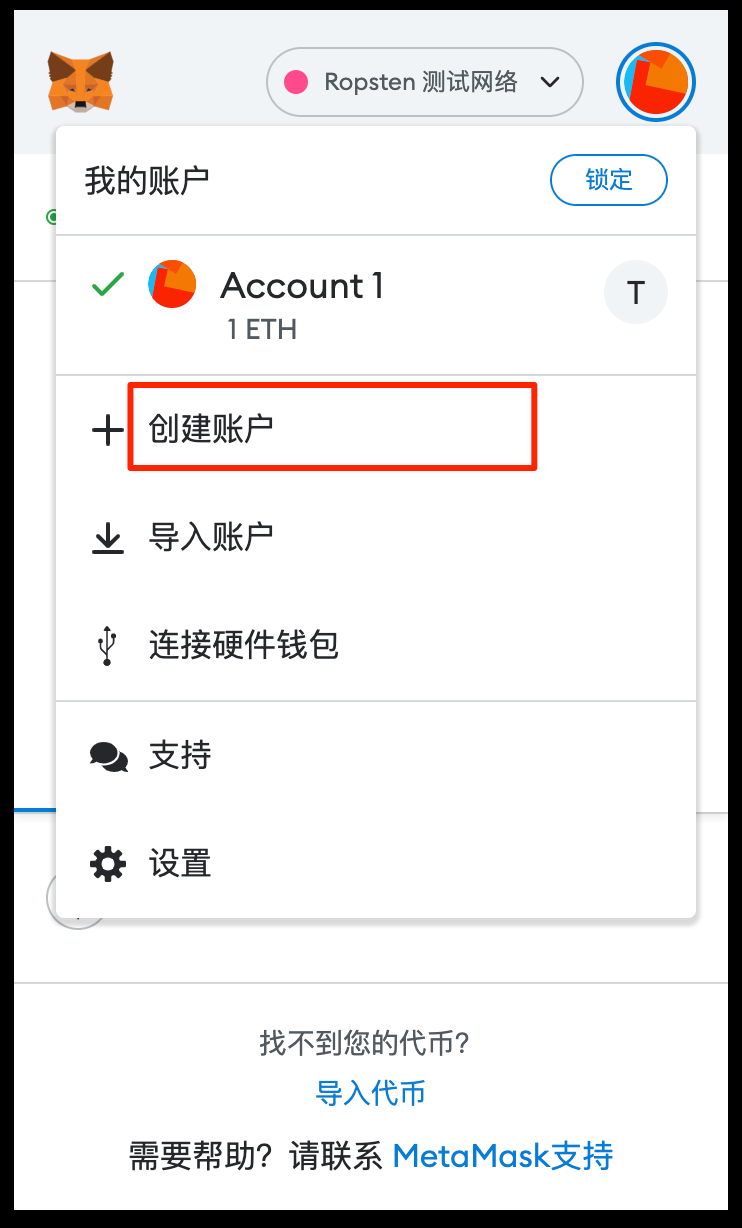 Ropsten 测试网络
我的账户
锁定
Account 1
T
1 ETH
创建账户
导入账户
连接硬件钱包
支持
设置
找不到您的代币？
导入代币
需要帮助？请联系 MetaMask支持